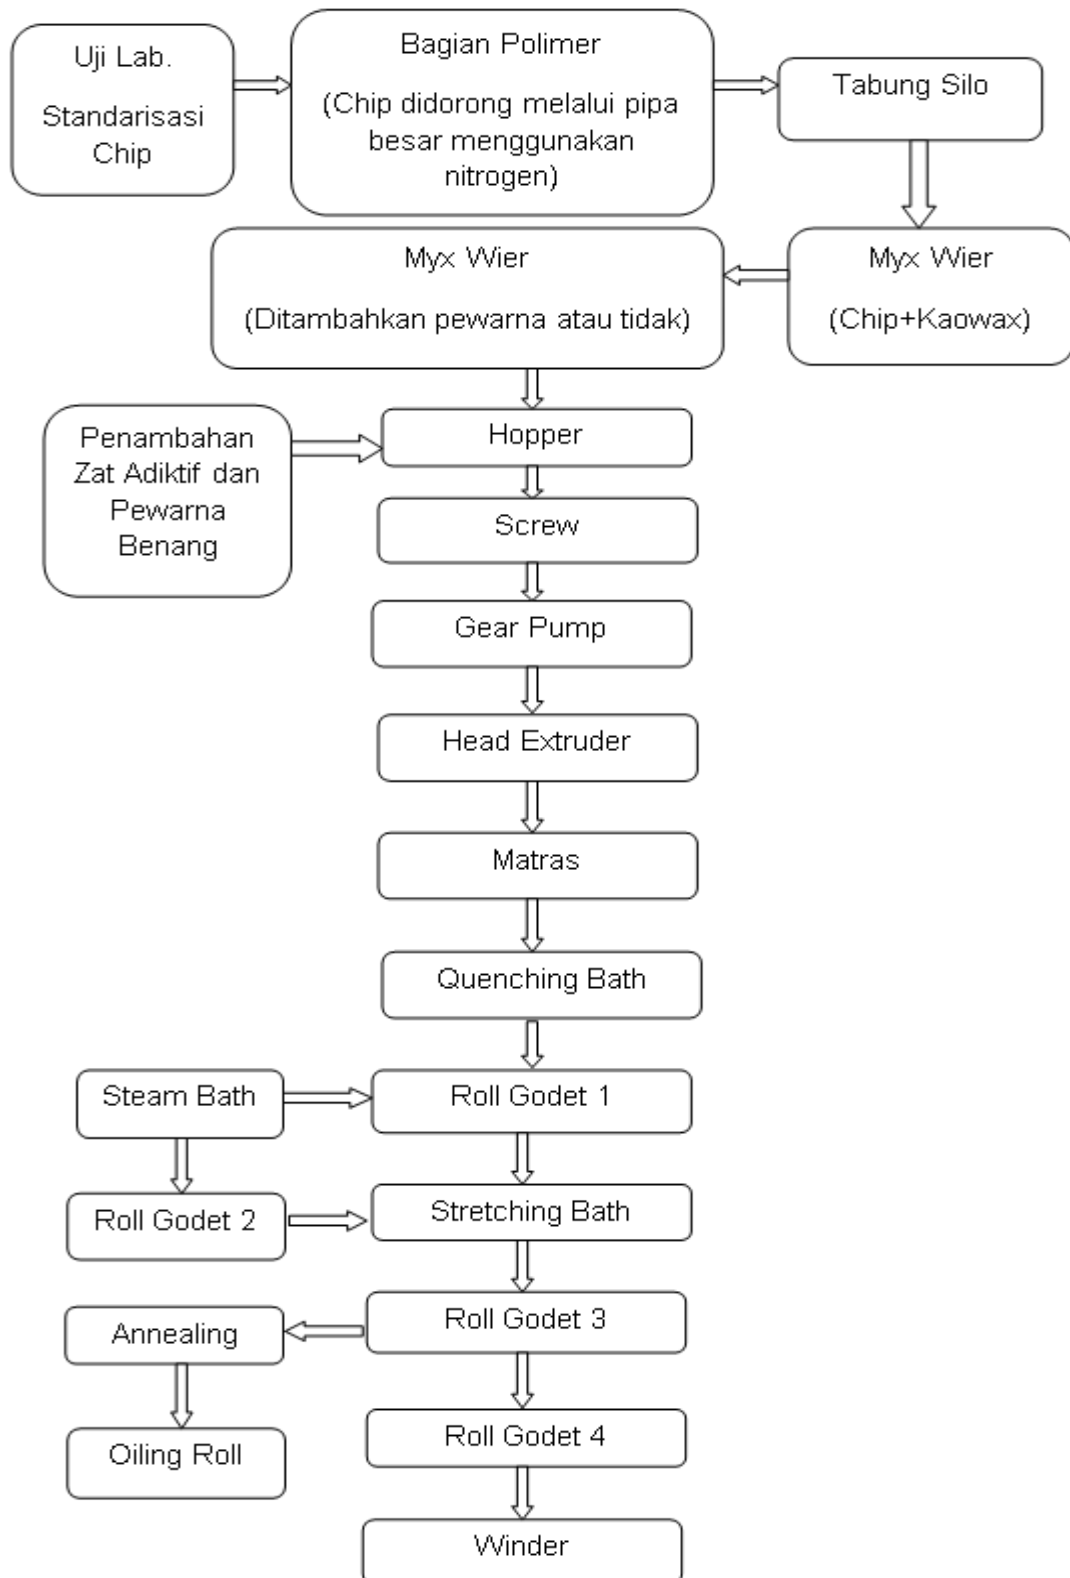 Uji Lab.
Standarisasi
Chip
Bagian Polimer
(Chip didorong melalui pipa
besar menggunakan
nitrogen)
Tabung Silo
Myx Wier
(Chip+Kaowax)
Myx Wier
(Ditambahkan pewarna atau tidak)
Hopper
Penambahan
Zat Adiktif dan
Pewarna
Benang
Screw
Gear Pump
Head Extruder
Matras
Quenching Bath
Steam Bath
Roll Godet 1
Roll Godet 2
Stretching Bath
Roll Godet 3
Annealing
Roll Godet 4
Oiling Roll
Winder